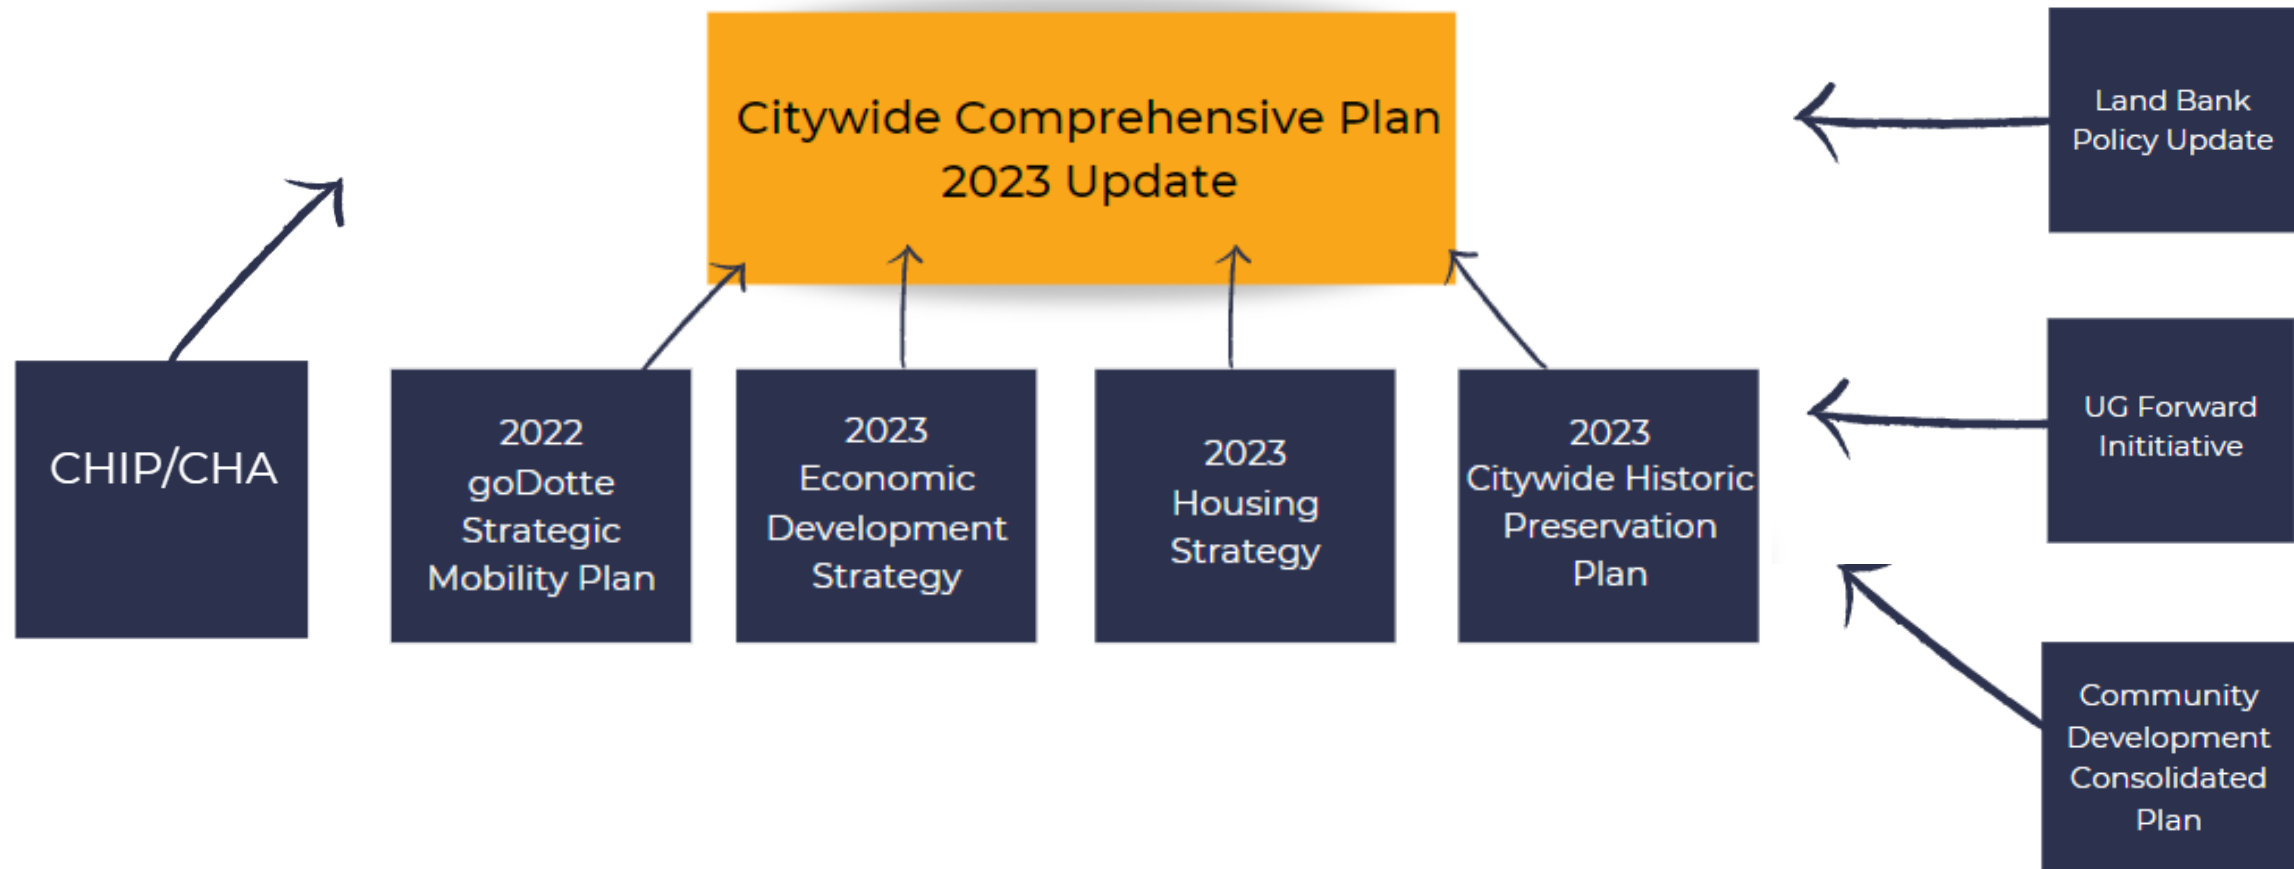 Citywide Comprehensive Plan
2023 Update
Land Bank
Policy Update
CHIP/CHA
2022
goDotte
Strategic
Mobility Plan
2023
Economic
Development
Strategy
2023
Housing
Strategy
2023
Citywide Historic
Preservation
Plan
UG Forward
Inititiative
Community
Development
Consolidated
Plan